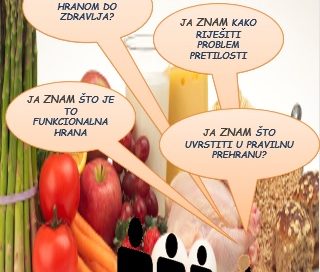 HRANOM DO
ZDRAVLJA?
JA ZNAM KAKO
RIJEŠITI
PROBLEM
PRETILOSTI
JA ZNAM ŠTO JE
TO
FUNKCIONALNA
HRANA
JA ZNAM ŠTO
UVRSTITI U PRAVILNU
PREHRANU?